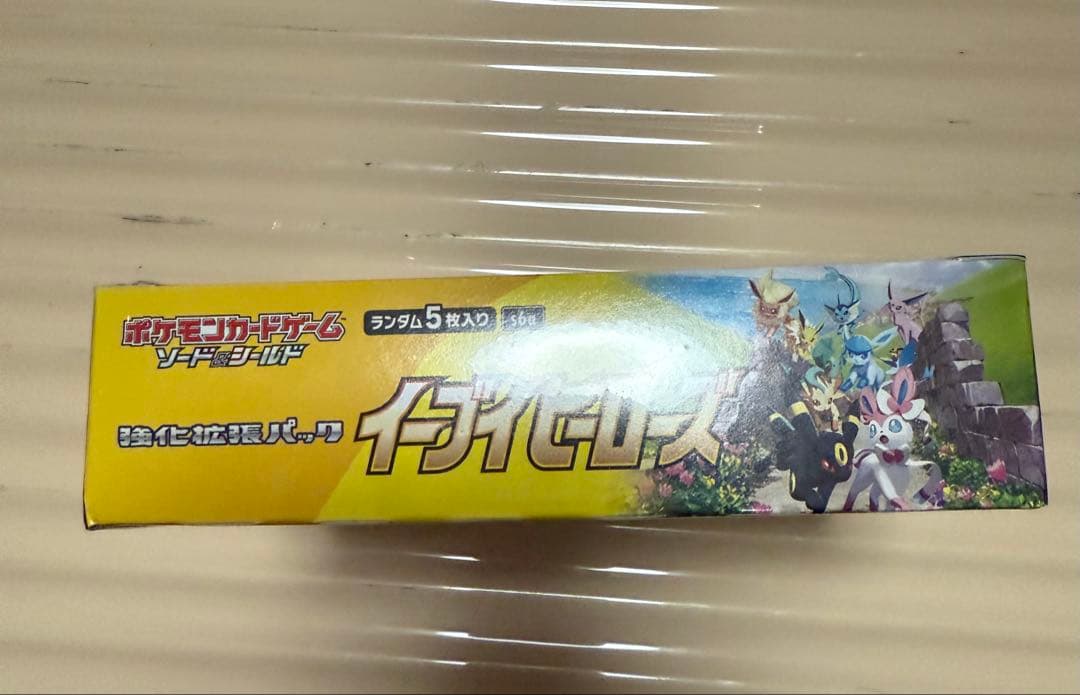 ポケモンカードゲーム
ソード&シールド
ランダム5枚入り s6a
強化拡張パック
イーブイヒーローズ